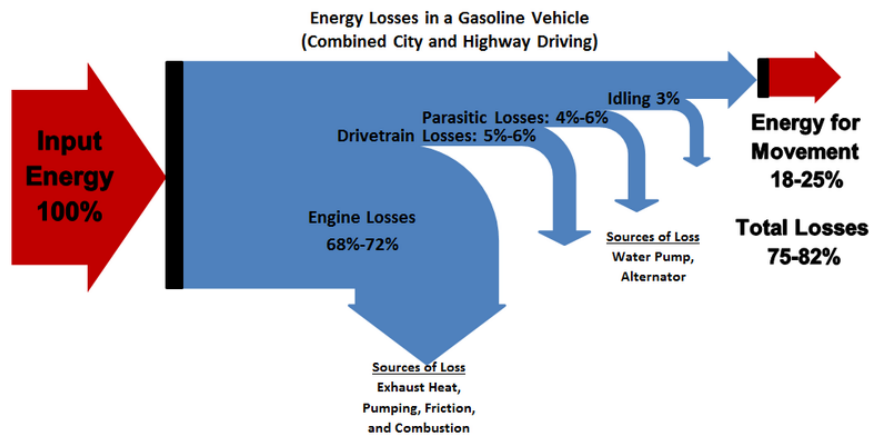 Energy Losses in a Gasoline Vehicle
(Combined City and Highway Driving)
Input
Energy
100%
Idling 3%
Parasitic Losses: 4%-6%
Drivetrain Losses: 5%-6%
Engine Losses
68%-72%
Energy for
Movement
18-25%
Total Losses
75-82%
Sources of Loss
Water Pump,
Alternator
Sources of Loss
Exhaust Heat,
Pumping, Friction,
and Combustion